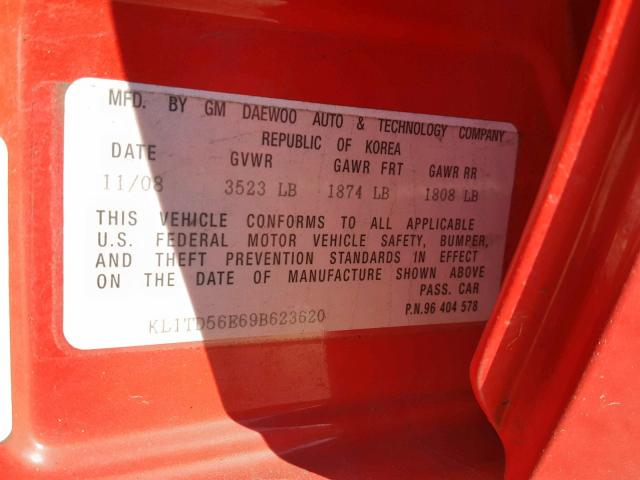 MFD. BY GM DAEWOO AUTO & TECHNOLOGY COMPANY
REPUBLIC OF KOREA
DATE GVWR GAWR FRT GAWR RR
11/08 3523 LB 1874 LB 1808 LB
THIS VEHICLE CONFORMS TO ALL APPLICABLE
U.S. FEDERAL MOTOR VEHICLE SAFETY, BUMPER,
AND THEFT PREVENTION STANDARDS IN EFFECT
ON THE DATE OF MANUFACTURE SHOWN ABOVE
PASS. CAR
P.N. 96 404 578
KL1TD56E69B623620